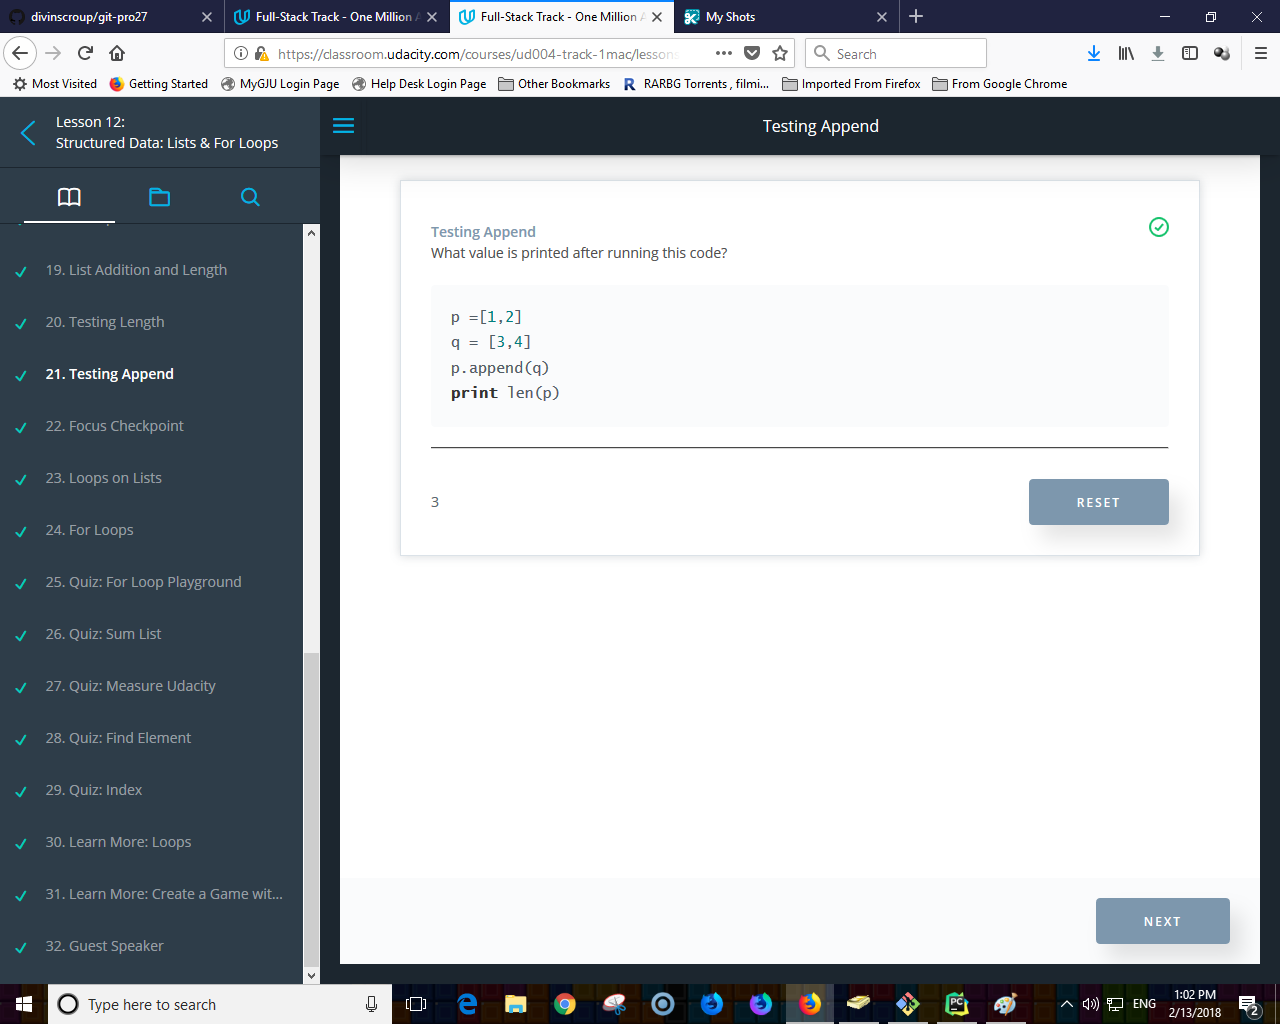 divinscroup/git-pro27
Full-Stack Track - One Million A
Full-Stack Track - One Million A
My Shots
https://classroom.udacity.com/courses/ud004-track-1mac/lesson
Search
Most Visited
Getting Started
MyGJU Login Page
Help Desk Login Page
Other Bookmarks
R RARBG Torrents , filmi...
Imported From Firefox
From Google Chrome
Lesson 12:
Structured Data: Lists & For Loops
Testing Append
19. List Addition and Length
20. Testing Length
21. Testing Append
22. Focus Checkpoint
23. Loops on Lists
24. For Loops
25. Quiz: For Loop Playground
26. Quiz: Sum List
27. Quiz: Measure Udacity
28. Quiz: Find Element
29. Quiz: Index
30. Learn More: Loops
31. Learn More: Create a Game wit...
32. Guest Speaker
Testing Append
What value is printed after running this code?
p =[1,2]
q = [3,4]
p.append(q)
print len(p)
3
RESET
NEXT
Type here to search
PC
ENG
1:02 PM
2/13/2018
2